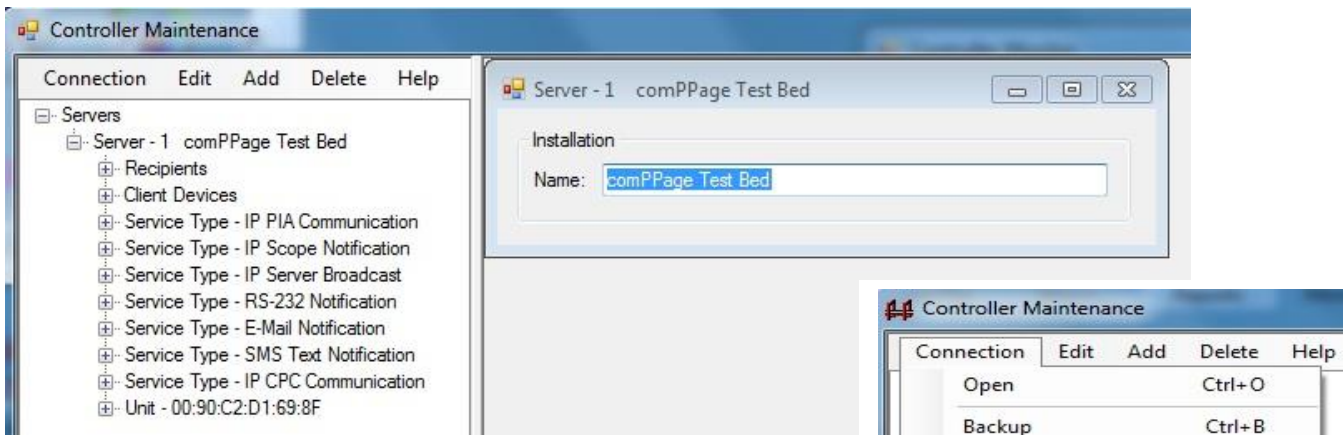 Controller Maintenance
Connection Edit Add Delete Help
Servers
Server - 1 comPPage Test Bed
Recipients
Client Devices
Service Type - IP PIA Communication
Service Type - IP Scope Notification
Service Type - IP Server Broadcast
Service Type - RS-232 Notification
Service Type - E-Mail Notification
Service Type - SMS Text Notification
Service Type - IP CPC Communication
Unit - 00:90:C2:D1:69:8F
Server - 1 comPPage Test Bed
Installation
Name: comPPage Test Bed
Controller Maintenance
Connection Edit Add Delete Help
Open Ctrl+O
Backup Ctrl+B